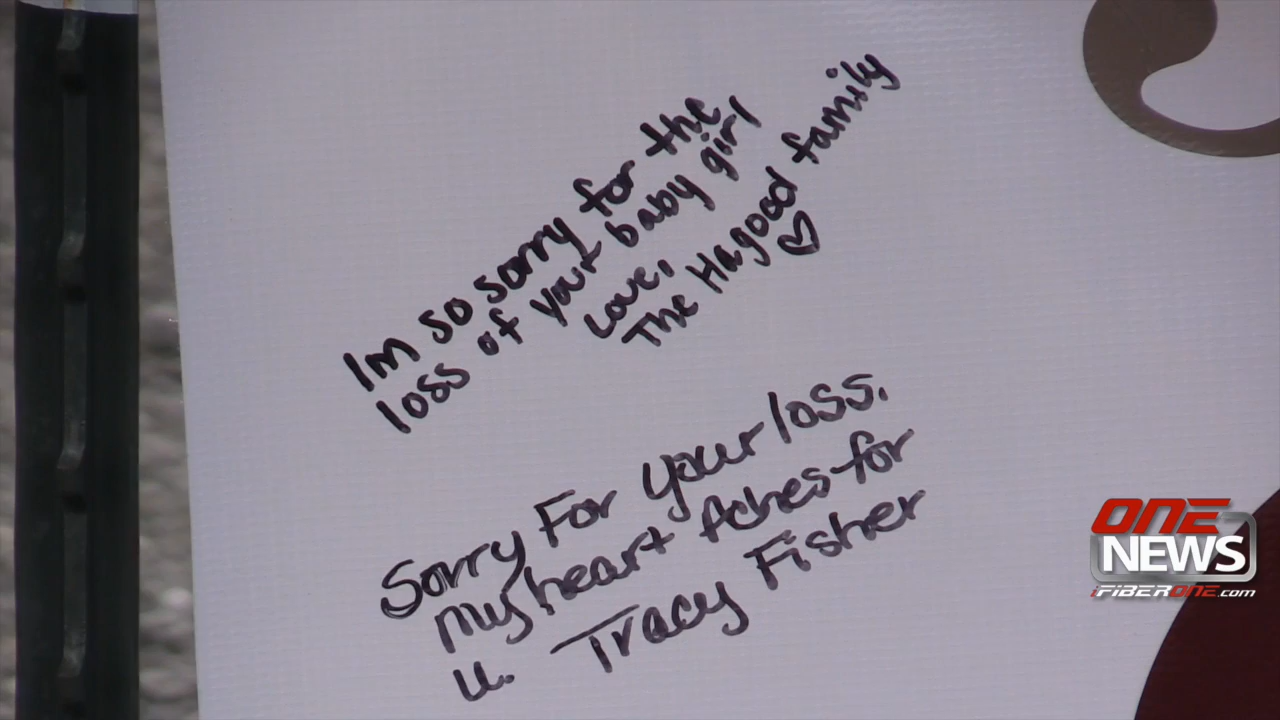 Im so sorry for the
loss of your baby girl
Love,
The Hagood family
Sorry For your loss.
my heart Aches for
u. Tracy Fisher
ONE
NEWS
iFIBERONE.com